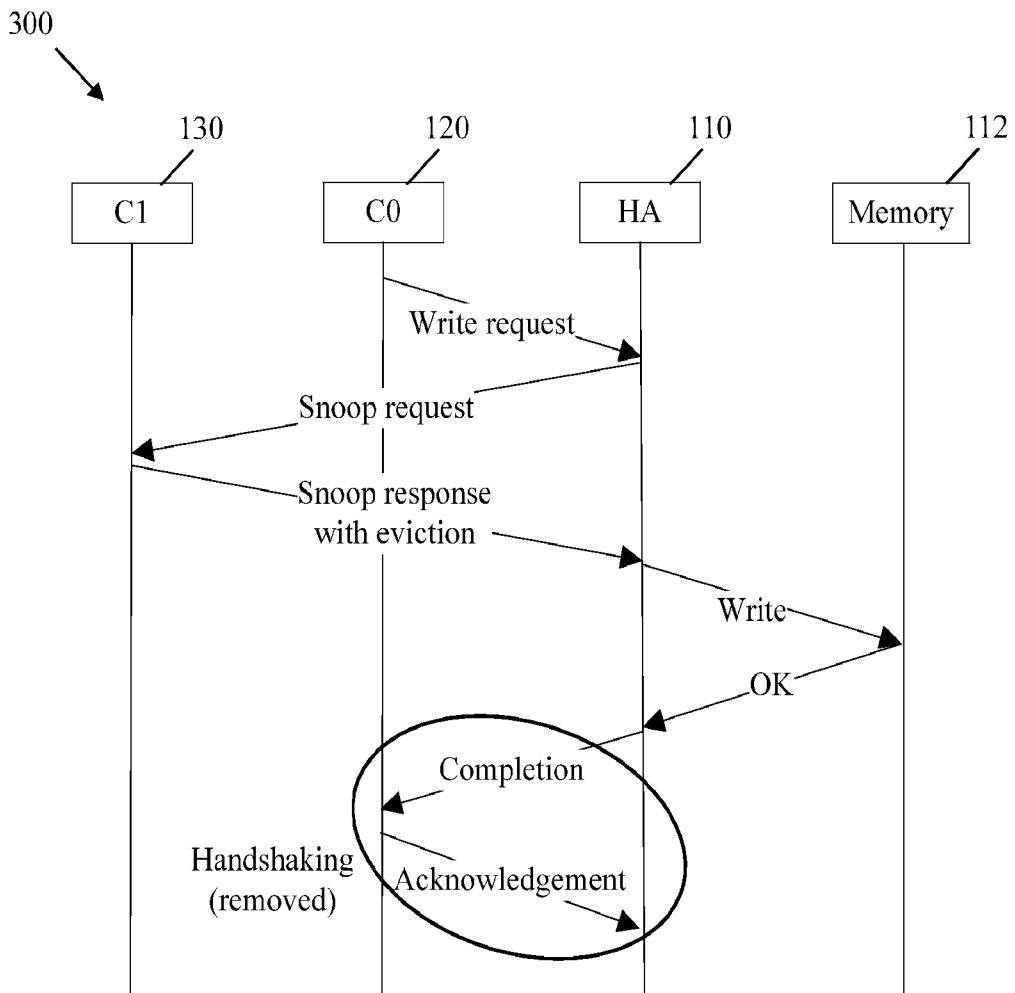 300
130
120
110
112
C1
C0
HA
Memory
Write request
Snoop request
Snoop response
with eviction
Write
OK
Completion
Handshaking
(removed)
Acknowledgement